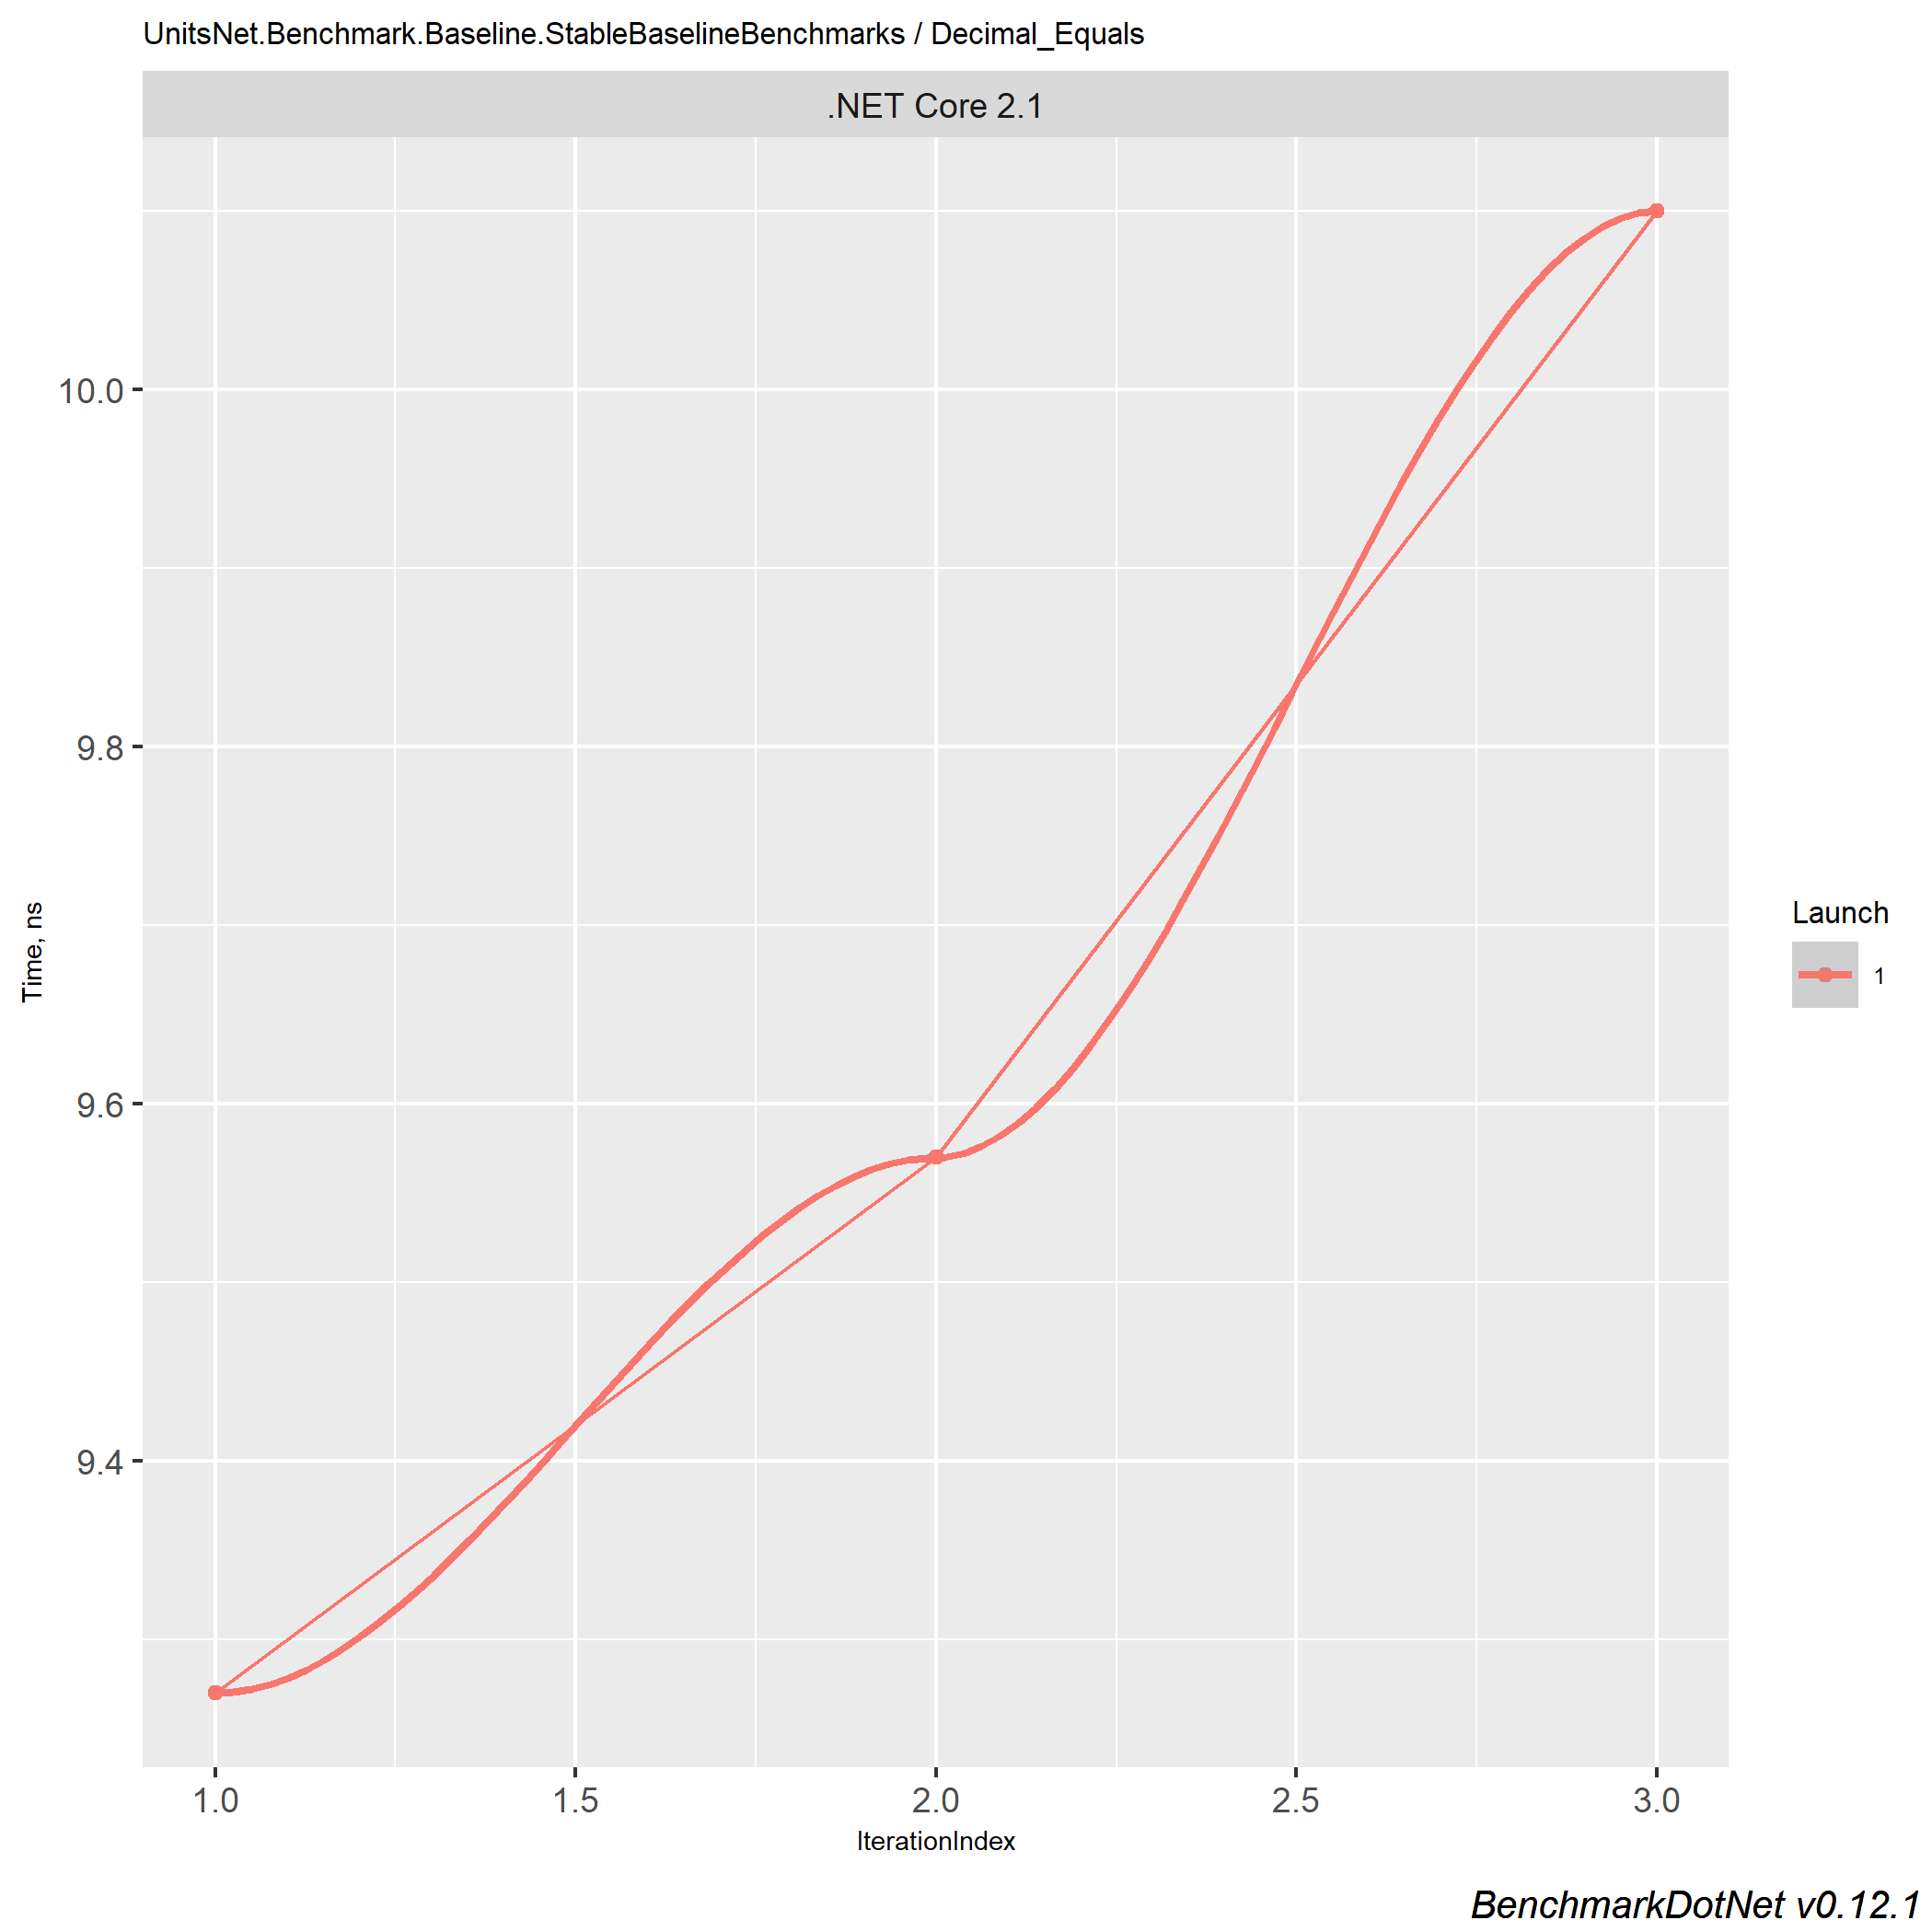 UnitsNet.Benchmark.Baseline.StableBaselineBenchmarks / Decimal_Equals
.NET Core 2.1
10.0
9.8
9.6
9.4
Time, ns
1.0 1.5 2.0 2.5 3.0
IterationIndex
Launch
1
BenchmarkDotNet v0.12.1